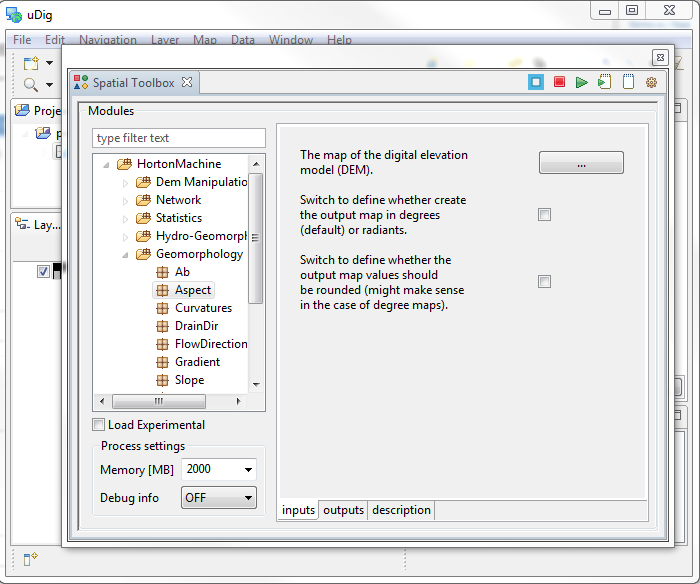 uDig
File Edit Navigation Layer Map Data Window Help
Spatial Toolbox
Proje
Lay...
Modules
type filter text
HortonMachine
Dem Manipulatio
Network
Statistics
Hydro-Geomorph
Geomorphology
Ab
Aspect
Curvatures
DrainDir
FlowDirection
Gradient
Slope
Load Experimental
Process settings
Memory [MB] 2000
Debug info OFF
The map of the digital elevation
model (DEM).
...
Switch to define whether create
the output map in degrees
(default) or radiants.
Switch to define whether the
output map values should
be rounded (might make sense
in the case of degree maps).
inputs outputs description